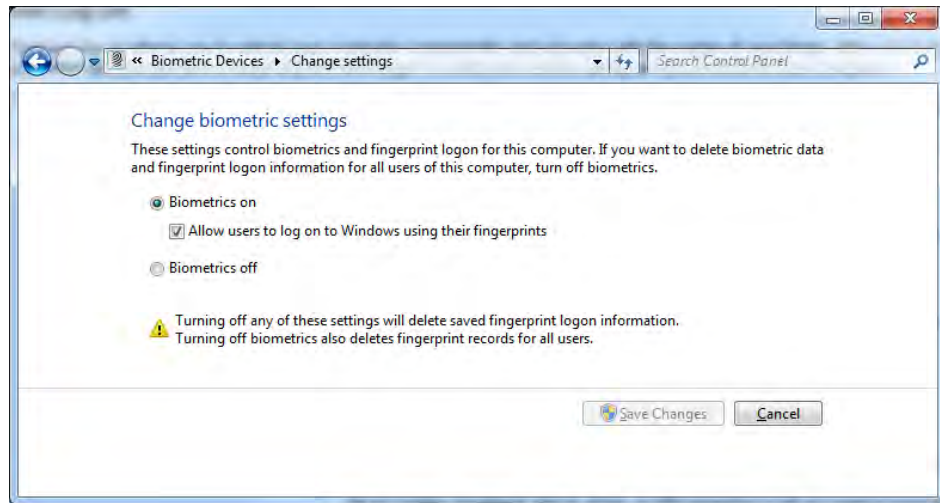 « Biometric Devices ▸ Change settings
Search Control Panel
Change biometric settings
These settings control biometrics and fingerprint logon for this computer. If you want to delete biometric data
and fingerprint logon information for all users of this computer, turn off biometrics.
Biometrics on
Allow users to log on to Windows using their fingerprints
Biometrics off
Turning off any of these settings will delete saved fingerprint logon information.
Turning off biometrics also deletes fingerprint records for all users.
Save Changes
Cancel